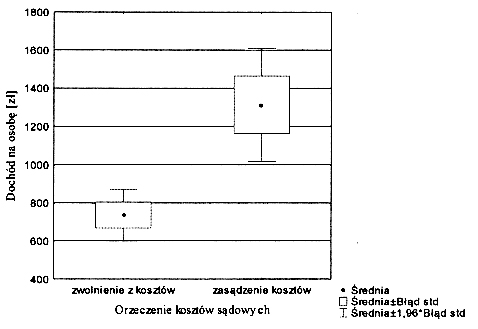 Dochód na osobę [zł]
1800
1600
1400
1200
1000
800
600
400
zwolnienie z kosztów
zasądzenie kosztów
Orzeczenie kosztów sądowych
Średnia
Średnia±Błąd std
Średnia±1,96*Błąd std